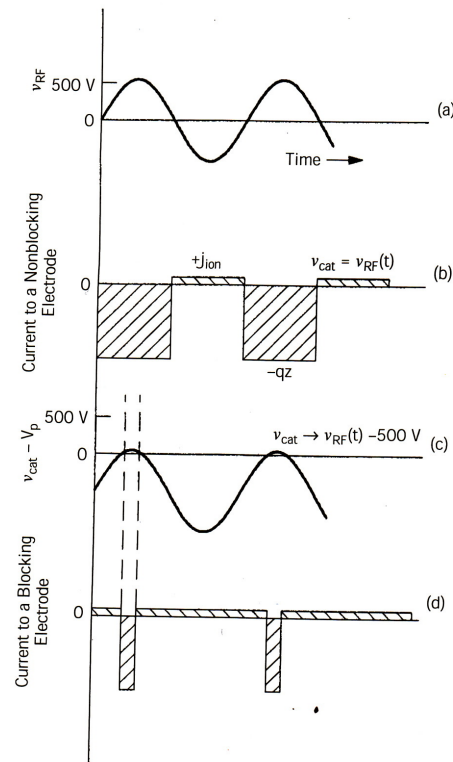 v_RF
500 V
0
(a)
Time
Current to a Nonblocking
Electrode
+j_ion
v_cat = v_RF(t)
0
(b)
−qz
v_cat − V_p
500 V
v_cat → v_RF(t) −500 V
(c)
0
Current to a Blocking
Electrode
0
(d)